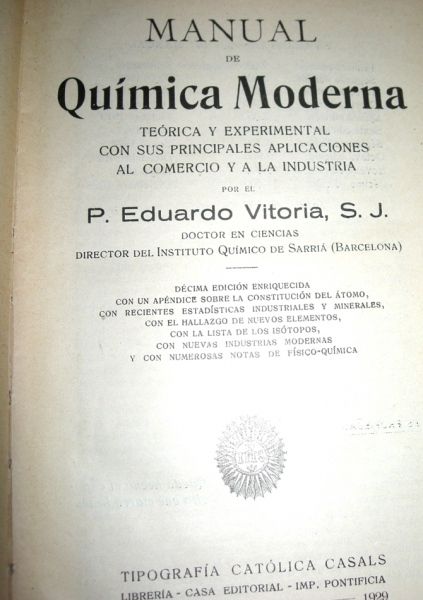 MANUAL
DE
Química Moderna
TEÓRICA Y EXPERIMENTAL
CON SUS PRINCIPALES APLICACIONES
AL COMERCIO Y A LA INDUSTRIA
POR EL
P. Eduardo Vitoria, S. J.
DOCTOR EN CIENCIAS
DIRECTOR DEL INSTITUTO QUÍMICO DE SARRIÁ (BARCELONA)
DÉCIMA EDICIÓN ENRIQUECIDA
CON UN APÉNDICE SOBRE LA CONSTITUCIÓN DEL ÁTOMO,
CON RECIENTES ESTADÍSTICAS INDUSTRIALES Y MINERALES,
CON EL HALLAZGO DE NUEVOS ELEMENTOS,
CON LA LISTA DE LOS ISÓTOPOS,
CON NUEVAS INDUSTRIAS MODERNAS
Y CON NUMEROSAS NOTAS DE FÍSICO-QUÍMICA
TIPOGRAFÍA CATÓLICA CASALS
LIBRERÍA - CASA EDITORIAL - IMP. PONTIFICIA
1929